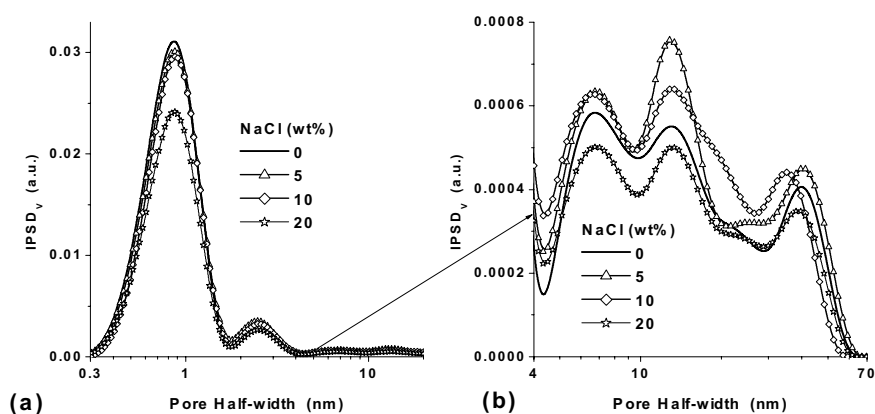 IPSD_V (a.u.)
0.03
0.02
0.01
0.00
NaCl (wt%)
0
5
10
20
0.3
1
10
Pore Half-width (nm)
(a)
IPSD_V (a.u.)
0.0008
0.0006
0.0004
0.0002
0.0000
NaCl (wt%)
0
5
10
20
4
10
70
Pore Half-width (nm)
(b)